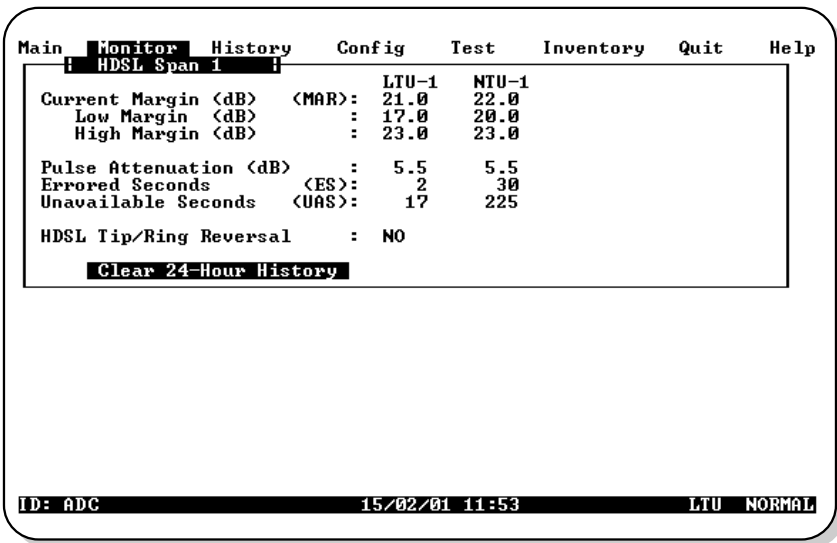 Main Monitor History Config Test Inventory Quit Help
HDSL Span 1
LTU-1 NTU-1
Current Margin (dB) (MAR): 21.0 22.0
Low Margin (dB) : 17.0 20.0
High Margin (dB) : 23.0 23.0
Pulse Attenuation (dB) : 5.5 5.5
Errored Seconds (ES): 2 30
Unavailable Seconds (UAS): 17 225
HDSL Tip/Ring Reversal : NO
Clear 24-Hour History
ID: ADC 15/02/01 11:53 LTU NORMAL